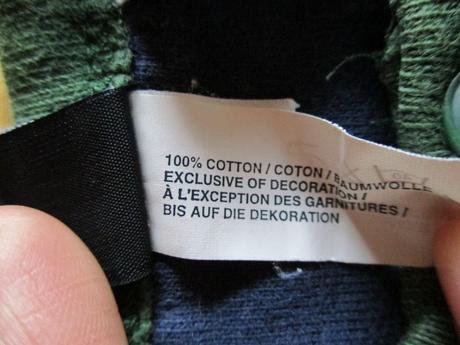 100% COTTON / COTON / BAUMWOLLE
EXCLUSIVE OF DECORATION /
À L'EXCEPTION DES GARNITURES /
BIS AUF DIE DEKORATION